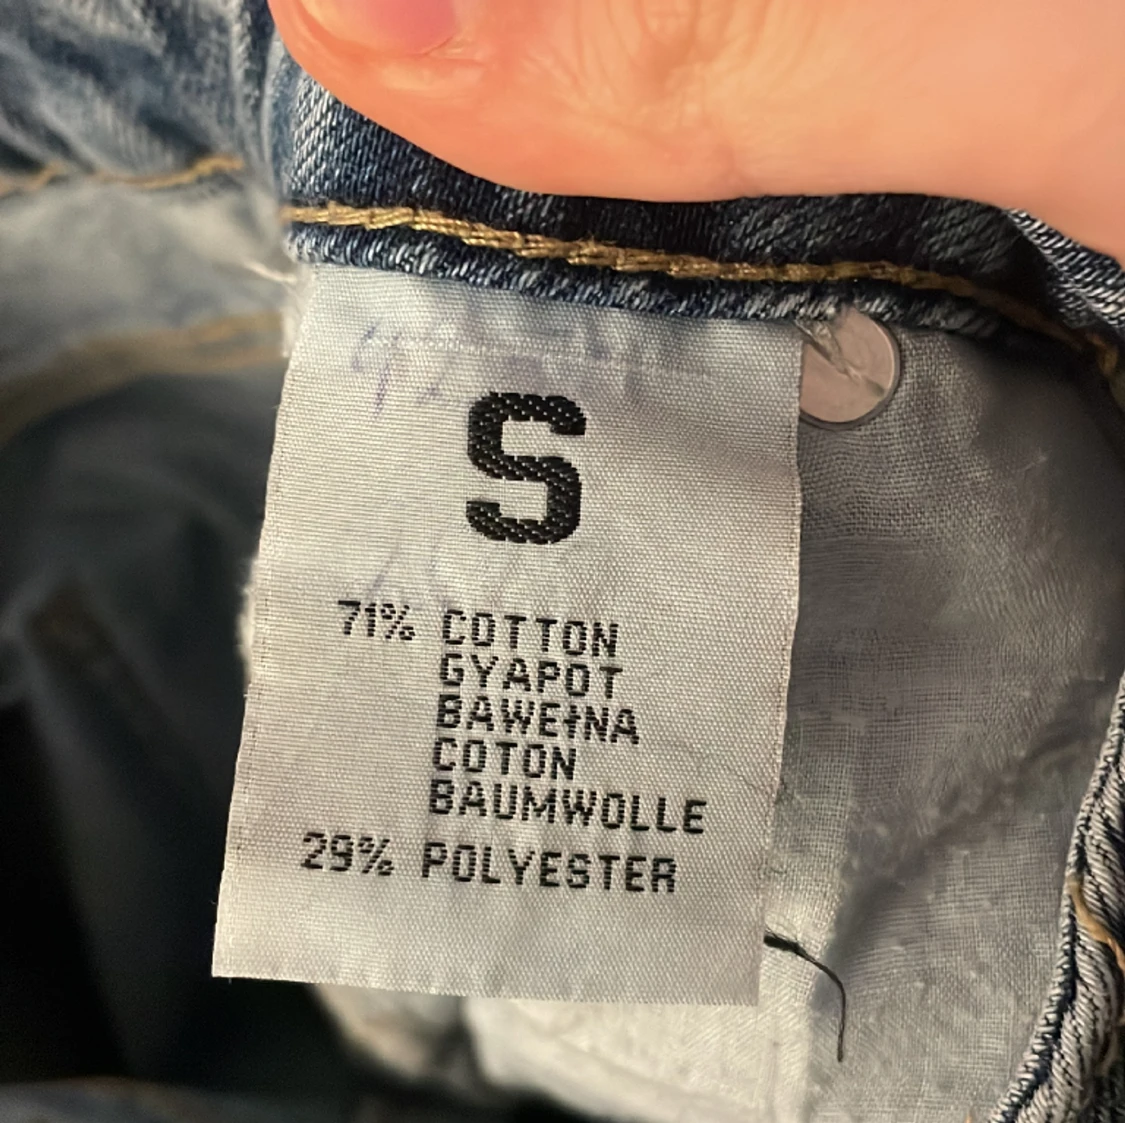 S
71% COTTON
GYAPOT
BAWEŁNA
COTON
BAUMWOLLE
29% POLYESTER